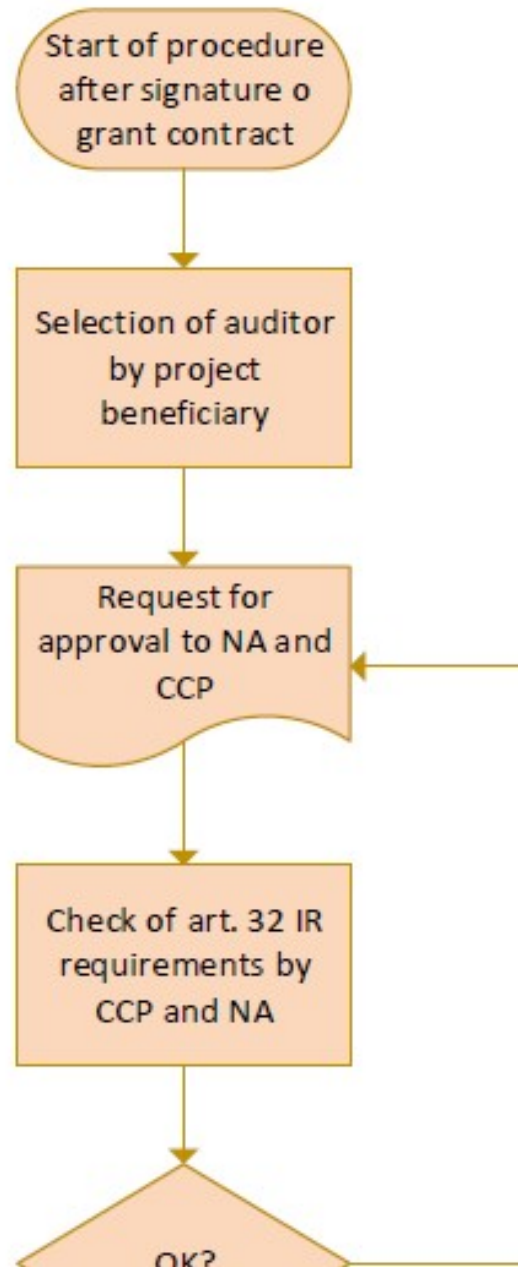 Start of procedure
after signature o
grant contract
Selection of auditor
by project
beneficiary
Request for
approval to NA and
CCP
Check of art. 32 IR
requirements by
CCP and NA
OK?